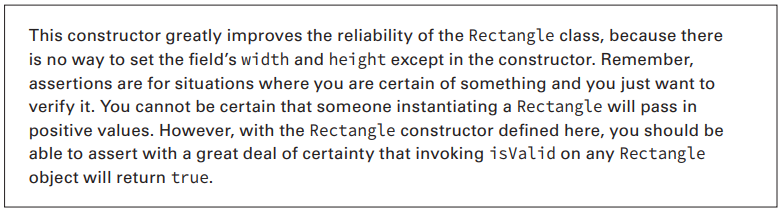 This constructor greatly improves the reliability of the Rectangle class, because there
is no way to set the field's width and height except in the constructor. Remember,
assertions are for situations where you are certain of something and you just want to
verify it. You cannot be certain that someone instantiating a Rectangle will pass in
positive values. However, with the Rectangle constructor defined here, you should be
able to assert with a great deal of certainty that invoking isValid on any Rectangle
object will return true.